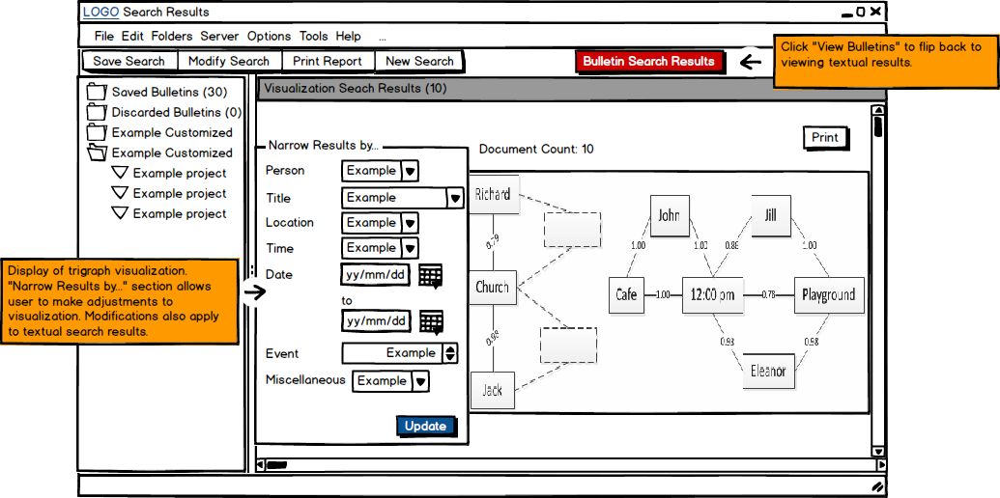 LOGO Search Results
File Edit Folders Server Options Tools Help ...
Save Search Modify Search Print Report New Search Bulletin Search Results
Click "View Bulletins" to flip back to
viewing textual results.
Saved Bulletins (30)
Discarded Bulletins (0)
Example Customized
Example Customized
Example project
Example project
Example project
Display of trigraph visualization.
"Narrow Results by..." section allows
user to make adjustments to
visualization. Modifications also apply
to textual search results.
Visualization Seach Results (10)
Print
Document Count: 10
Narrow Results by...
Person Example
Title Example
Location Example
Time Example
Date yy/mm/dd
to
yy/mm/dd
Event Example
Miscellaneous Example
Update
Richard
0.79
Church
0.98
Jack
John Jill
1.00 1.00 0.86 1.00
Cafe 1.00 12:00 pm 0.78 Playground
0.93 0.98
Eleanor